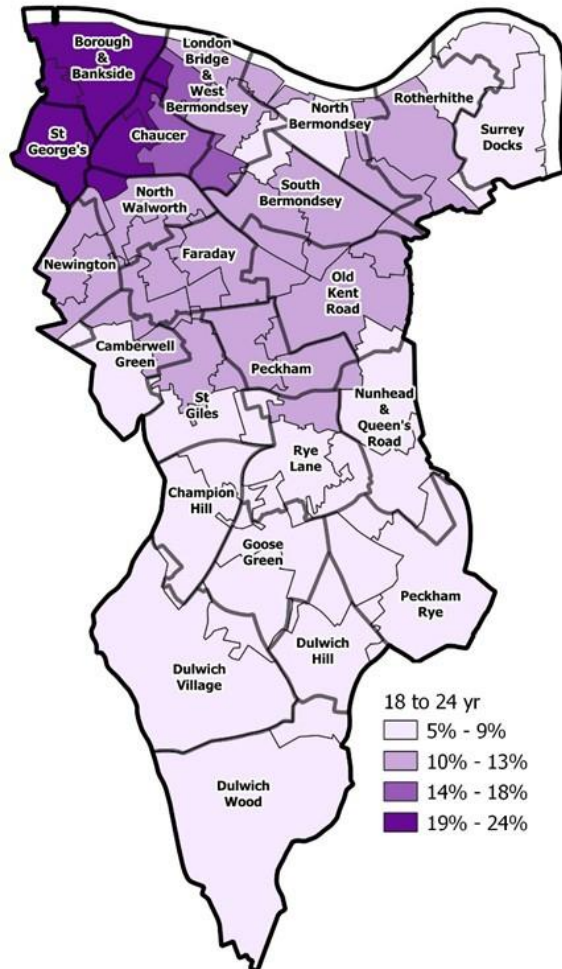 Borough
&
Bankside
London
Bridge
&
West
Bermondsey
North
Bermondsey
Rotherhithe
Surrey
Docks
St
George's
Chaucer
North
Walworth
South
Bermondsey
Newington
Faraday
Old
Kent
Road
Camberwell
Green
Peckham
St
Giles
Nunhead
&
Queen's
Road
Rye
Lane
Champion
Hill
Goose
Green
Peckham
Rye
Dulwich
Village
Dulwich
Hill
Dulwich
Wood
18 to 24 yr
5% - 9%
10% - 13%
14% - 18%
19% - 24%